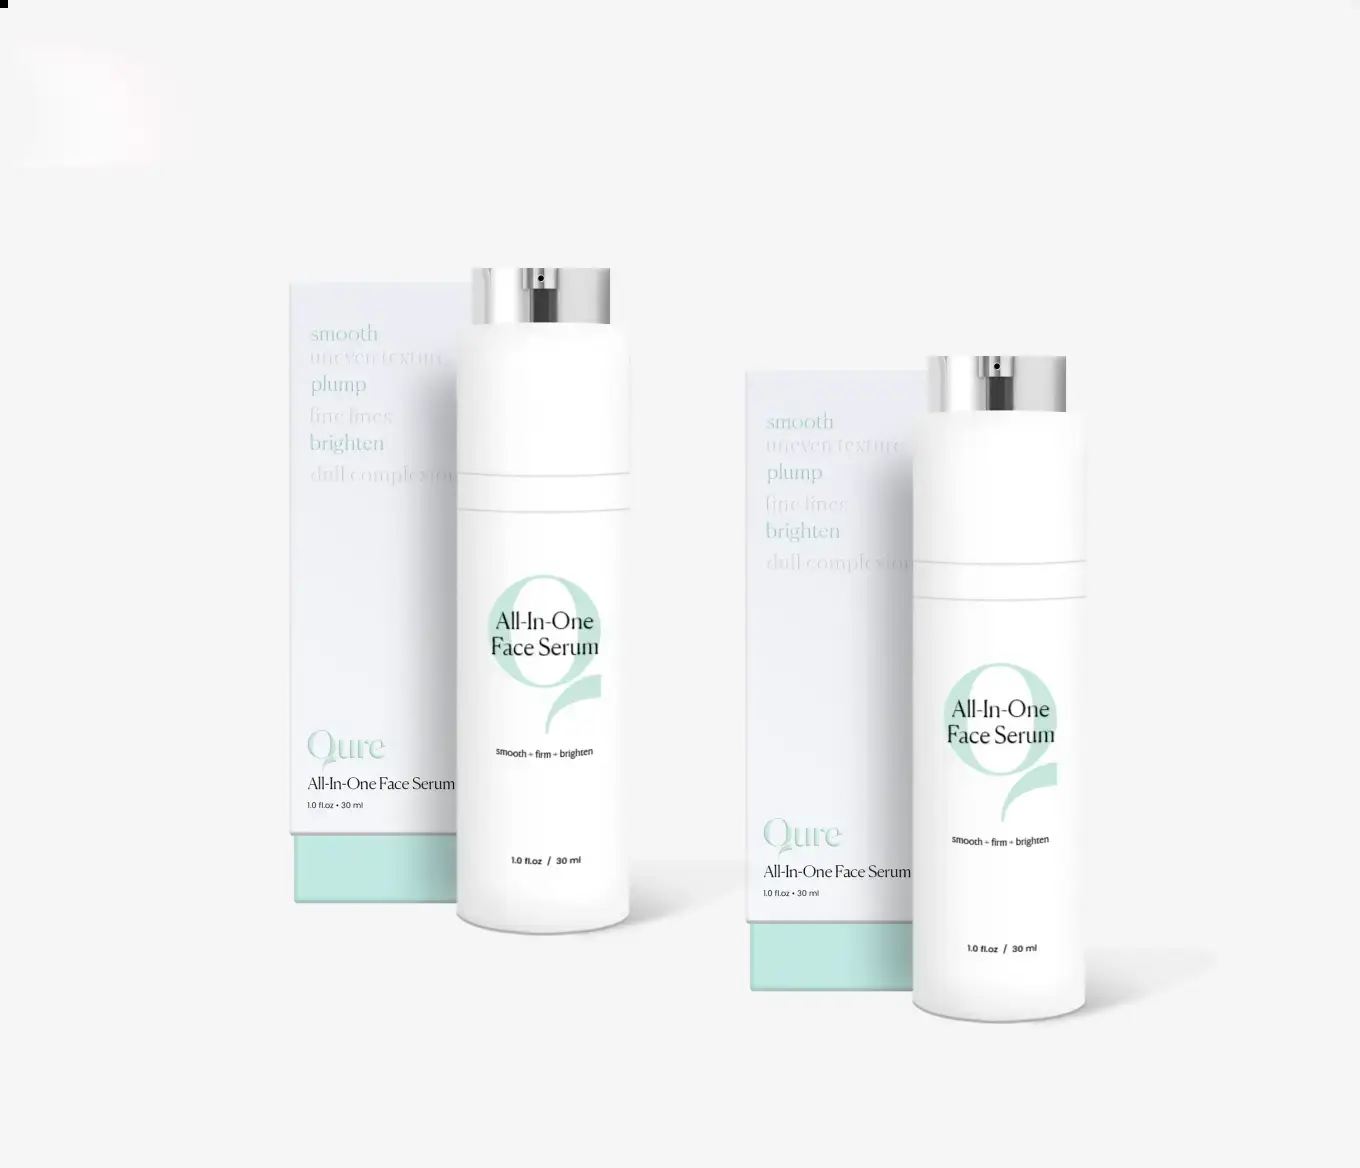 smooth
uneven texture
plump
fine lines
brighten
dull complexion
Qure
All-In-One Face Serum
1.0 fl.oz • 30 ml
All-In-One
Face Serum
smooth + firm + brighten
1.0 fl.oz / 30 ml
smooth
uneven texture
plump
fine lines
brighten
dull complexion
Qure
All-In-One Face Serum
1.0 fl.oz • 30 ml
All-In-One
Face Serum
smooth + firm + brighten
1.0 fl.oz / 30 ml